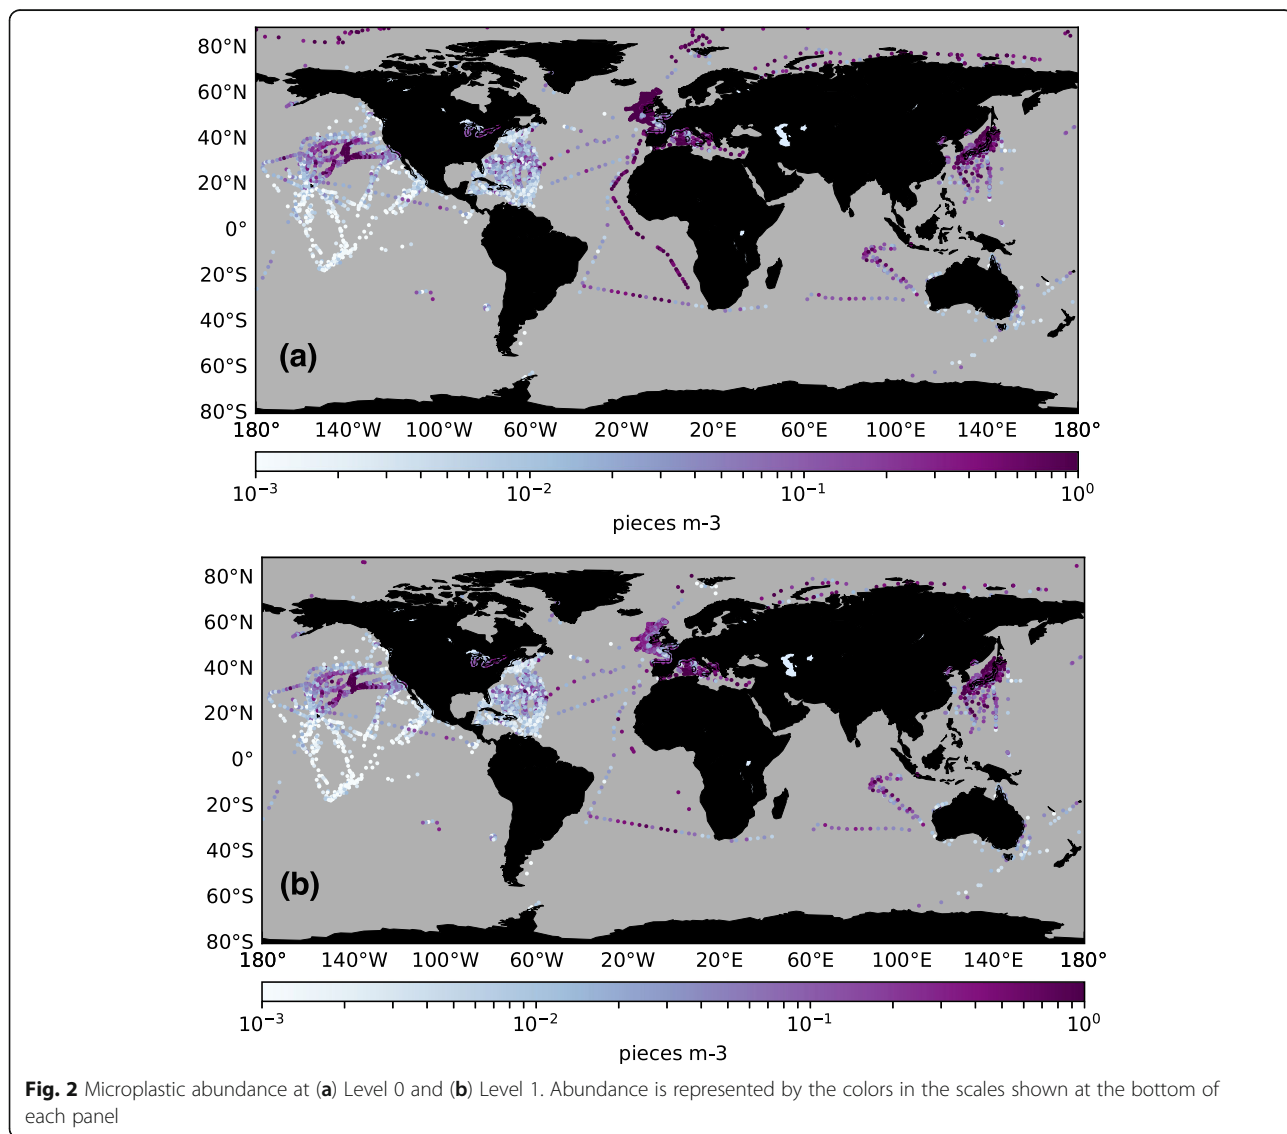 80°N
60°N
40°N
20°N
0°
20°S
40°S
60°S
80°S
(a)
180° 140°W 100°W 60°W 20°W 20°E 60°E 100°E 140°E 180°
10⁻³ 10⁻² 10⁻¹ 10⁰
pieces m-3
80°N
60°N
40°N
20°N
0°
20°S
40°S
60°S
80°S
(b)
180° 140°W 100°W 60°W 20°W 20°E 60°E 100°E 140°E 180°
10⁻³ 10⁻² 10⁻¹ 10⁰
pieces m-3
Fig. 2 Microplastic abundance at (a) Level 0 and (b) Level 1. Abundance is represented by the colors in the scales shown at the bottom of
each panel